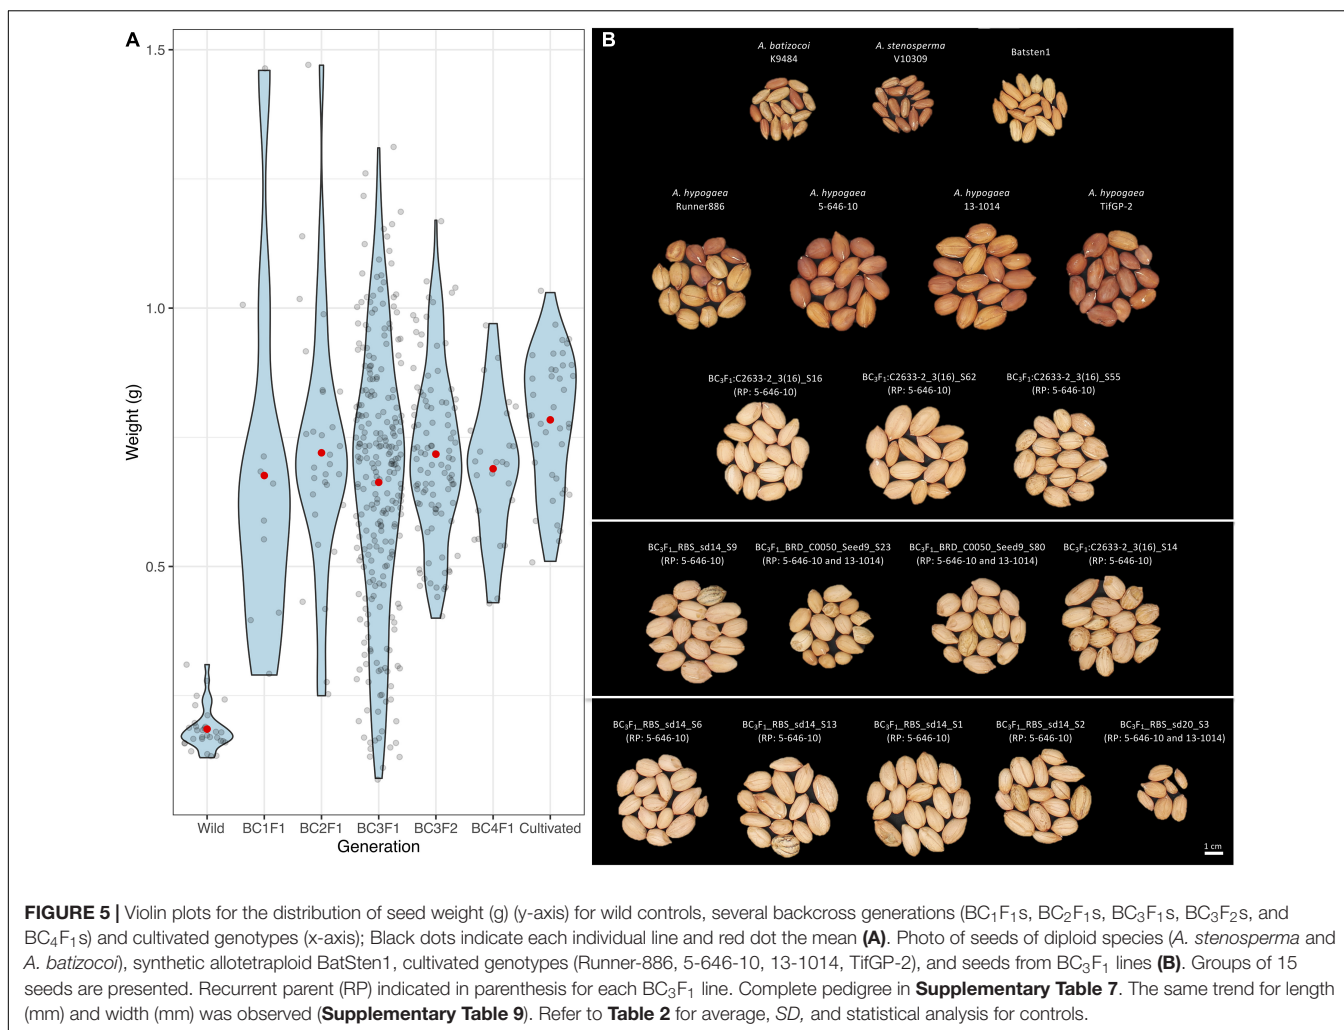 A
B
1.5
1.0
0.5
Weight (g)
Wild BC1F1 BC2F1 BC3F1 BC3F2 BC4F1 Cultivated
Generation
A. batizocoi
K9484
A. stenosperma
V10309
Batsten1
A. hypogaea
Runner886
A. hypogaea
5-646-10
A. hypogaea
13-1014
A. hypogaea
TifGP-2
BC₃F₁:C2633-2_3(16)_S16
(RP: 5-646-10)
BC₃F₁:C2633-2_3(16)_S62
(RP: 5-646-10)
BC₃F₁:C2633-2_3(16)_S55
(RP: 5-646-10)
BC₃F₁_RBS_sd14_S9
(RP: 5-646-10)
BC₃F₁_BRD_C0050_Seed9_S23
(RP: 5-646-10 and 13-1014)
BC₃F₁_BRD_C0050_Seed9_S80
(RP: 5-646-10 and 13-1014)
BC₃F₁:C2633-2_3(16)_S14
(RP: 5-646-10)
BC₃F₁_RBS_sd14_S6
(RP: 5-646-10)
BC₃F₁_RBS_sd14_S13
(RP: 5-646-10)
BC₃F₁_RBS_sd14_S1
(RP: 5-646-10)
BC₃F₁_RBS_sd14_S2
(RP: 5-646-10)
BC₃F₁_RBS_sd20_S3
(RP: 5-646-10 and 13-1014)
1 cm
FIGURE 5 | Violin plots for the distribution of seed weight (g) (y-axis) for wild controls, several backcross generations (BC₁F₁s, BC₂F₁s, BC₃F₁s, BC₃F₂s, and
BC₄F₁s) and cultivated genotypes (x-axis); Black dots indicate each individual line and red dot the mean (A). Photo of seeds of diploid species (A. stenosperma and
A. batizocoi), synthetic allotetraploid BatSten1, cultivated genotypes (Runner-886, 5-646-10, 13-1014, TifGP-2), and seeds from BC₃F₁ lines (B). Groups of 15
seeds are presented. Recurrent parent (RP) indicated in parenthesis for each BC₃F₁ line. Complete pedigree in Supplementary Table 7. The same trend for length
(mm) and width (mm) was observed (Supplementary Table 9). Refer to Table 2 for average, SD, and statistical analysis for controls.